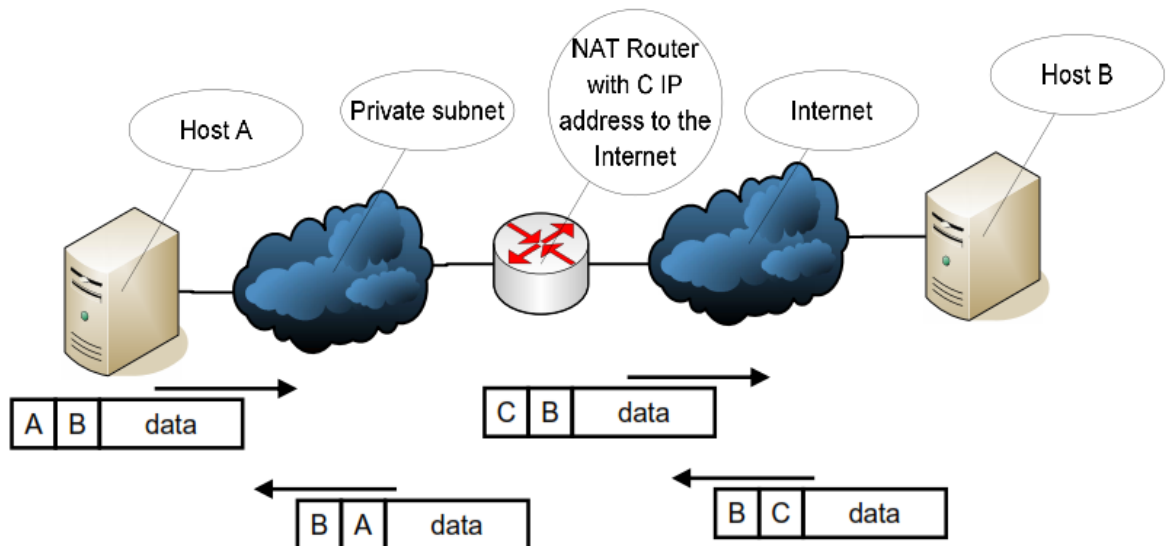 NAT Router
with C IP
address to the
Internet
Host A
Private subnet
Internet
Host B
A B data
C B data
B A data
B C data